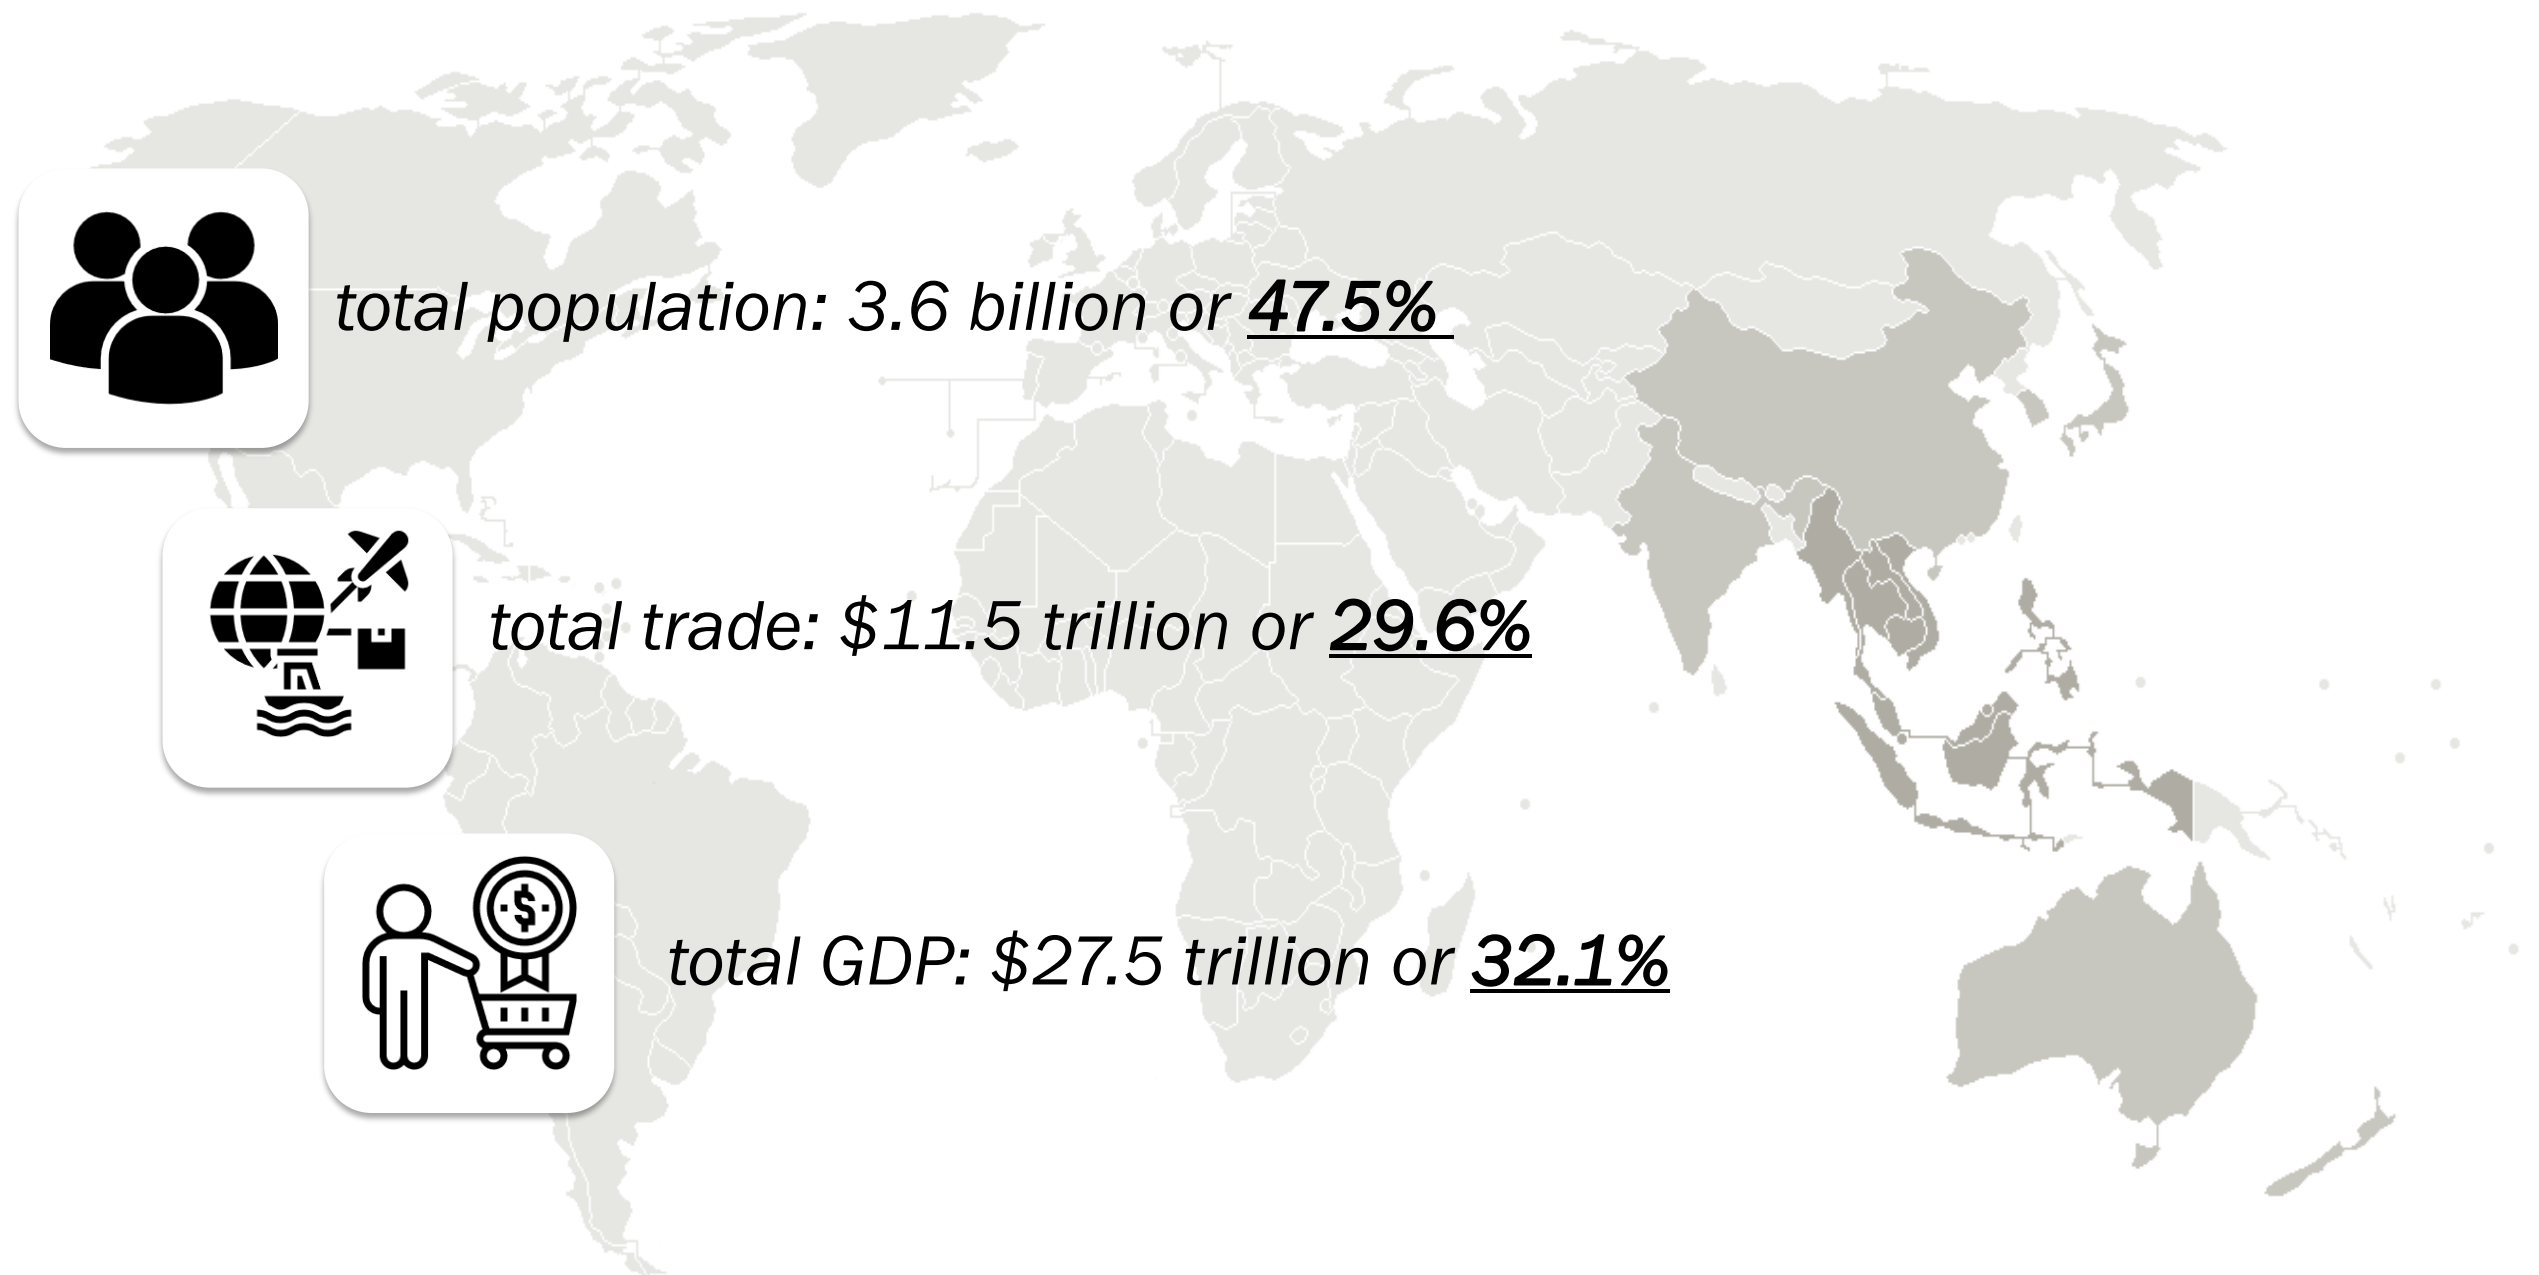 total population: 3.6 billion or 47.5%
total trade: $11.5 trillion or 29.6%
total GDP: $27.5 trillion or 32.1%